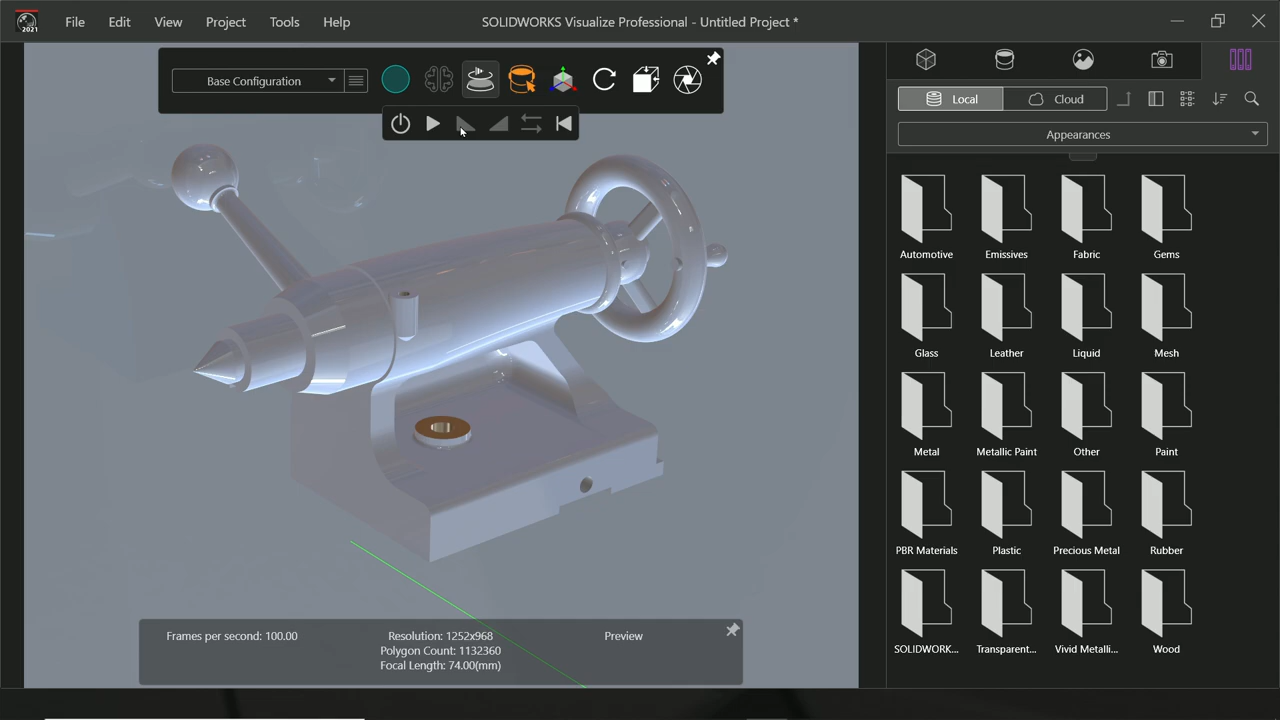 2021
File Edit View Project Tools Help
SOLIDWORKS Visualize Professional - Untitled Project *
Base Configuration
Local Cloud
Appearances
Automotive Emissives Fabric Gems
Glass Leather Liquid Mesh
Metal Metallic Paint Other Paint
PBR Materials Plastic Precious Metal Rubber
SOLIDWORK... Transparent... Vivid Metalli... Wood
Frames per second: 100.00
Resolution: 1252x968
Polygon Count: 1132360
Focal Length: 74.00(mm)
Preview